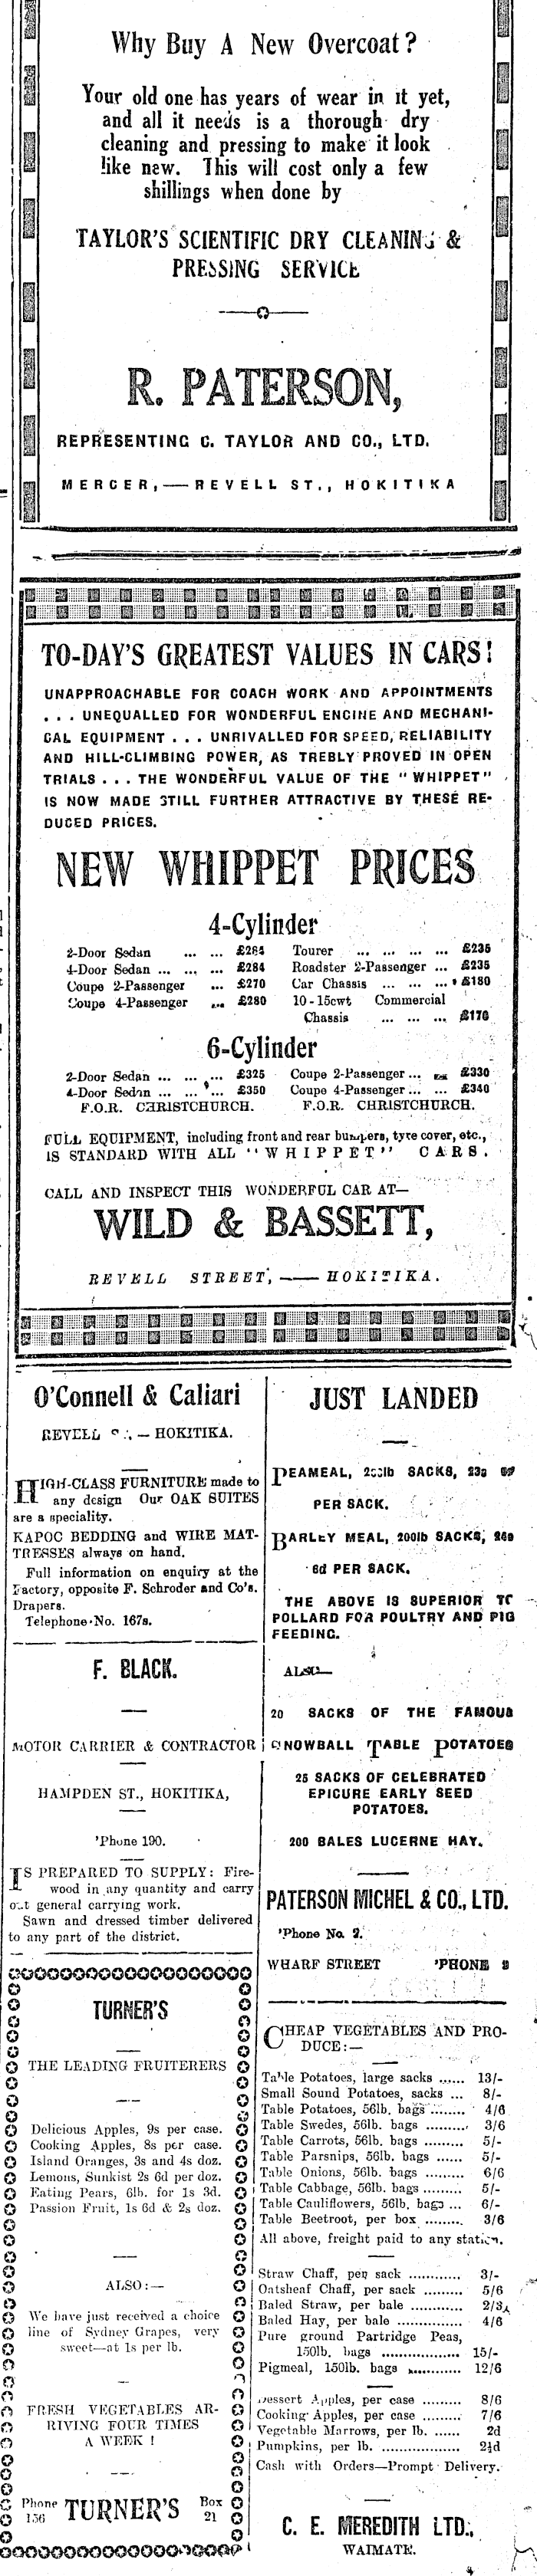 Why Buy A New Overcoat?
Your old one has years of wear in it yet,
and all it needs is a thorough dry
cleaning and pressing to make it look
like new. This will cost only a few
shillings when done by
TAYLOR'S SCIENTIFIC DRY CLEANING &
PRESSING SERVICE
R. PATERSON,
REPRESENTING C. TAYLOR AND CO., LTD.
MERCER,—REVELL ST., HOKITIKA
TO-DAY'S GREATEST VALUES IN CARS!
UNAPPROACHABLE FOR COACH WORK AND APPOINTMENTS
... UNEQUALLED FOR WONDERFUL ENGINE AND MECHANI-
CAL EQUIPMENT ... UNRIVALLED FOR SPEED, RELIABILITY
AND HILL-CLIMBING POWER, AS TREBLY PROVED IN OPEN
TRIALS ... THE WONDERFUL VALUE OF THE "WHIPPET"
IS NOW MADE STILL FURTHER ATTRACTIVE BY THESE RE-
DUCED PRICES.
NEW WHIPPET PRICES
4-Cylinder
2-Door Sedan ... ... £264
4-Door Sedan ... ... ... £284
Coupe 2-Passenger ... £270
Coupe 4-Passenger ... £280
Tourer ... ... ... ... ... £235
Roadster 2-Passenger ... £235
Car Chassis ... ... ... £180
10-15cwt Commercial
Chassis ... ... ... £170
6-Cylinder
2-Door Sedan ... ... ... £325
4-Door Sedan ... ... ... £350
F.O.R. CHRISTCHURCH.
Coupe 2-Passenger ... ... £330
Coupe 4-Passenger ... ... £340
F.O.R. CHRISTCHURCH.
FULL EQUIPMENT, including front and rear bumpers, tyre cover, etc.,
IS STANDARD WITH ALL "WHIPPET" CARS.
CALL AND INSPECT THIS WONDERFUL CAR AT—
WILD & BASSETT,
REVELL STREET,—HOKITIKA.
O'Connell & Caliari
REVELL — HOKITIKA.
HIGH-CLASS FURNITURE made to
any design Our OAK SUITES
are a speciality.
KAPOC BEDDING and WIRE MAT-
TRESSES always on hand.
Full information on enquiry at the
Factory, opposite F. Schroder and Co's.
Drapers.
Telephone No. 167s.
F. BLACK.
MOTOR CARRIER & CONTRACTOR
HAMPDEN ST., HOKITIKA,
'Phone 190.
IS PREPARED TO SUPPLY: Fire-
wood in any quantity and carry
out general carrying work.
Sawn and dressed timber delivered
to any part of the district.
TURNER'S
THE LEADING FRUITERERS
Delicious Apples, 9s per case.
Cooking Apples, 8s per case.
Island Oranges, 3s and 4s doz.
Lemons, Sunkist 2s 6d per doz.
Eating Pears, 6lb. for 1s 3d.
Passion Fruit, 1s 6d & 2s doz.
ALSO:—
We have just received a choice
line of Sydney Grapes, very
sweet—at 1s per lb.
FRESH VEGETABLES AR-
RIVING FOUR TIMES
A WEEK!
Phone 156 TURNER'S Box 21
JUST LANDED
PEAMEAL, SACKS, 23s
PER SACK.
BARLEY MEAL, 200lb SACKS, 24s
6d PER SACK.
THE ABOVE IS SUPERIOR TO
POLLARD FOR POULTRY AND PIG
FEEDING.
ALSO—
20 SACKS OF THE FAMOUS
SNOWBALL TABLE POTATOES
25 SACKS OF CELEBRATED
EPICURE EARLY SEED
POTATOES.
200 BALES LUCERNE HAY.
PATERSON MICHEL & CO., LTD.
'Phone No. 2.
WHARF STREET 'PHONE 2
CHEAP VEGETABLES AND PRO-
DUCE:—
Table Potatoes, large sacks ...... 13/-
Small Sound Potatoes, sacks ... 8/-
Table Potatoes, 56lb. bags ........ 4/6
Table Swedes, 56lb. bags ......... 3/6
Table Carrots, 56lb. bags ......... 5/-
Table Parsnips, 56lb. bags ...... 5/-
Table Onions, 56lb. bags ......... 6/6
Table Cabbage, 56lb. bags ........ 5/-
Table Cauliflowers, 56lb. bags ... 6/-
Table Beetroot, per box ......... 3/6
All above, freight paid to any station.
Straw Chaff, per sack ............ 3/-
Oatsheaf Chaff, per sack ......... 5/6
Baled Straw, per bale ............ 2/3
Baled Hay, per bale ............... 4/6
Pure ground Partridge Peas,
150lb. bags .................. 15/-
Pigmeal, 150lb. bags ............ 12/6
Dessert Apples, per case ......... 8/6
Cooking Apples, per case ......... 7/6
Vegetable Marrows, per lb. ...... 2d
Pumpkins, per lb. .................. 2½d
Cash with Orders—Prompt Delivery.
C. E. MEREDITH LTD.,
WAIMATE.